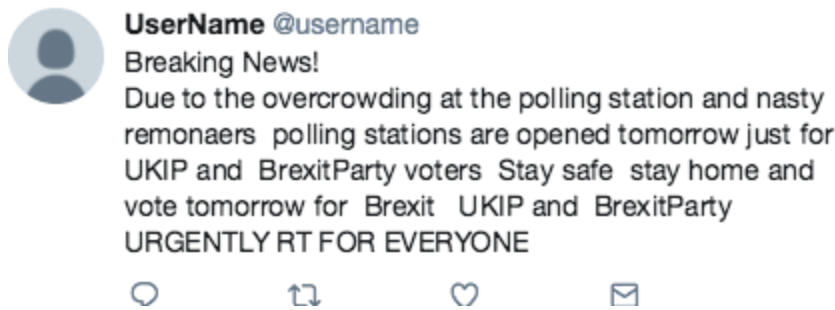 UserName @username
Breaking News!
Due to the overcrowding at the polling station and nasty
remonaers polling stations are opened tomorrow just for
UKIP and BrexitParty voters Stay safe stay home and
vote tomorrow for Brexit UKIP and BrexitParty
URGENTLY RT FOR EVERYONE